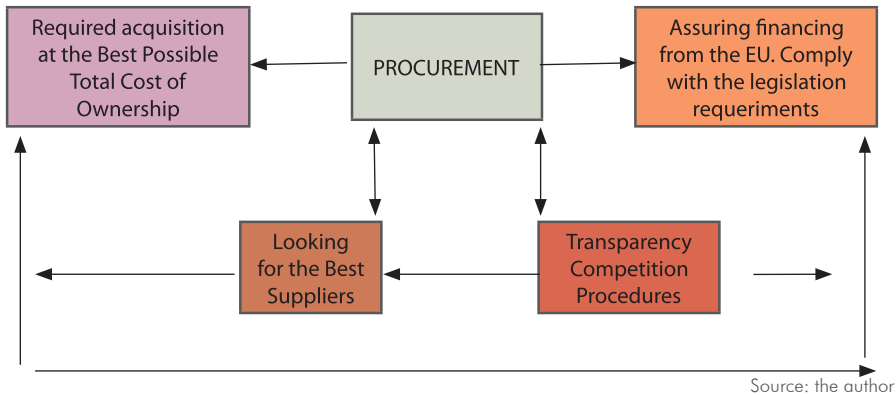 Required acquisition
at the Best Possible
Total Cost of
Ownership
PROCUREMENT
Assuring financing
from the EU. Comply
with the legislation
requeriments
Looking
for the Best
Suppliers
Transparency
Competition
Procedures
Source: the author